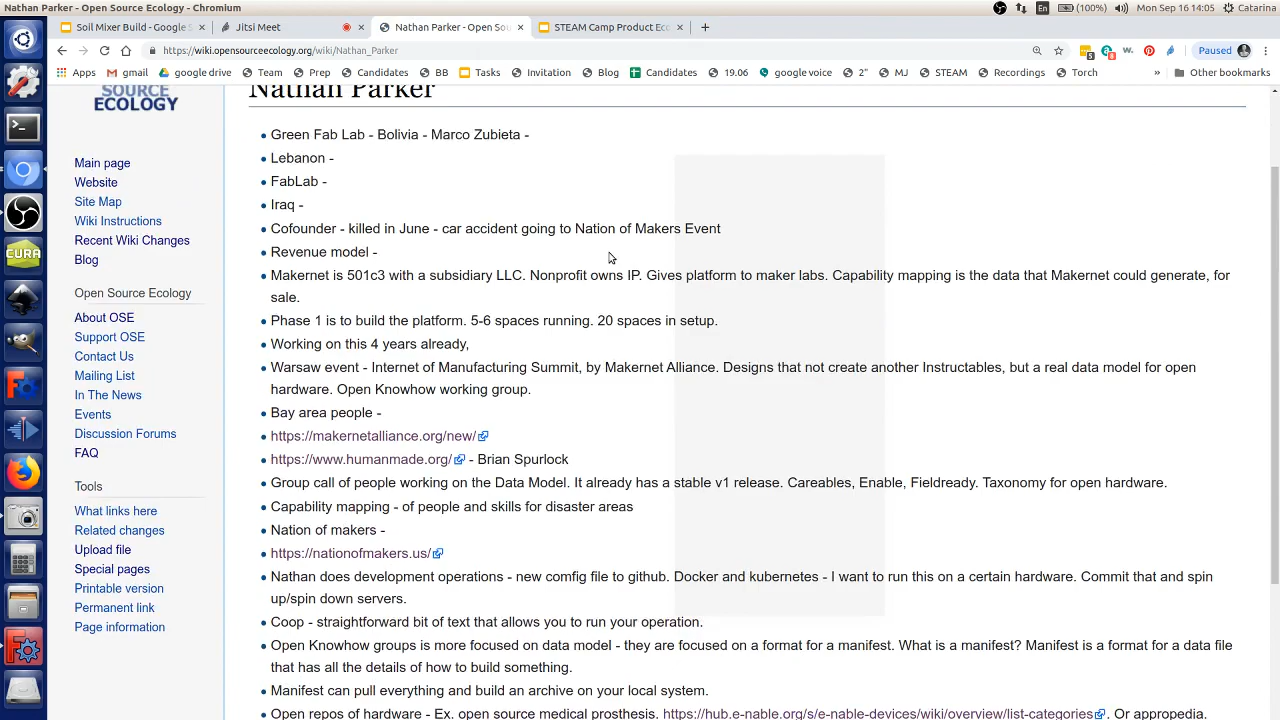 Nathan Parker - Open Source Ecology - Chromium
En (100%) Mon Sep 16 14:05 Catarina
Soil Mixer Build - Google S Jitsi Meet Nathan Parker - Open Sou STEAM Camp Product Eco
https://wiki.opensourceecology.org/wiki/Nathan_Parker Paused
Apps gmail google drive Team Prep Candidates BB Tasks Invitation Blog Candidates 19.06 google voice 2" MJ STEAM Recordings Torch » Other bookmarks
SOURCE
ECOLOGY
Main page
Website
Site Map
Wiki Instructions
Recent Wiki Changes
Blog
Open Source Ecology
About OSE
Support OSE
Contact Us
Mailing List
In The News
Events
Discussion Forums
FAQ
Tools
What links here
Related changes
Upload file
Special pages
Printable version
Permanent link
Page information
CURA
Nathan Parker
Green Fab Lab - Bolivia - Marco Zubieta -
Lebanon -
FabLab -
Iraq -
Cofounder - killed in June - car accident going to Nation of Makers Event
Revenue model -
Makernet is 501c3 with a subsidiary LLC. Nonprofit owns IP. Gives platform to maker labs. Capability mapping is the data that Makernet could generate, for
sale.
Phase 1 is to build the platform. 5-6 spaces running. 20 spaces in setup.
Working on this 4 years already,
Warsaw event - Internet of Manufacturing Summit, by Makernet Alliance. Designs that not create another Instructables, but a real data model for open
hardware. Open Knowhow working group.
Bay area people -
https://makernetalliance.org/new/
https://www.humanmade.org/ - Brian Spurlock
Group call of people working on the Data Model. It already has a stable v1 release. Careables, Enable, Fieldready. Taxonomy for open hardware.
Capability mapping - of people and skills for disaster areas
Nation of makers -
https://nationofmakers.us/
Nathan does development operations - new comfig file to github. Docker and kubernetes - I want to run this on a certain hardware. Commit that and spin
up/spin down servers.
Coop - straightforward bit of text that allows you to run your operation.
Open Knowhow groups is more focused on data model - they are focused on a format for a manifest. What is a manifest? Manifest is a format for a data file
that has all the details of how to build something.
Manifest can pull everything and build an archive on your local system.
Open repos of hardware - Ex. open source medical prosthesis. https://hub.e-nable.org/s/e-nable-devices/wiki/overview/list-categories . Or appropedia.